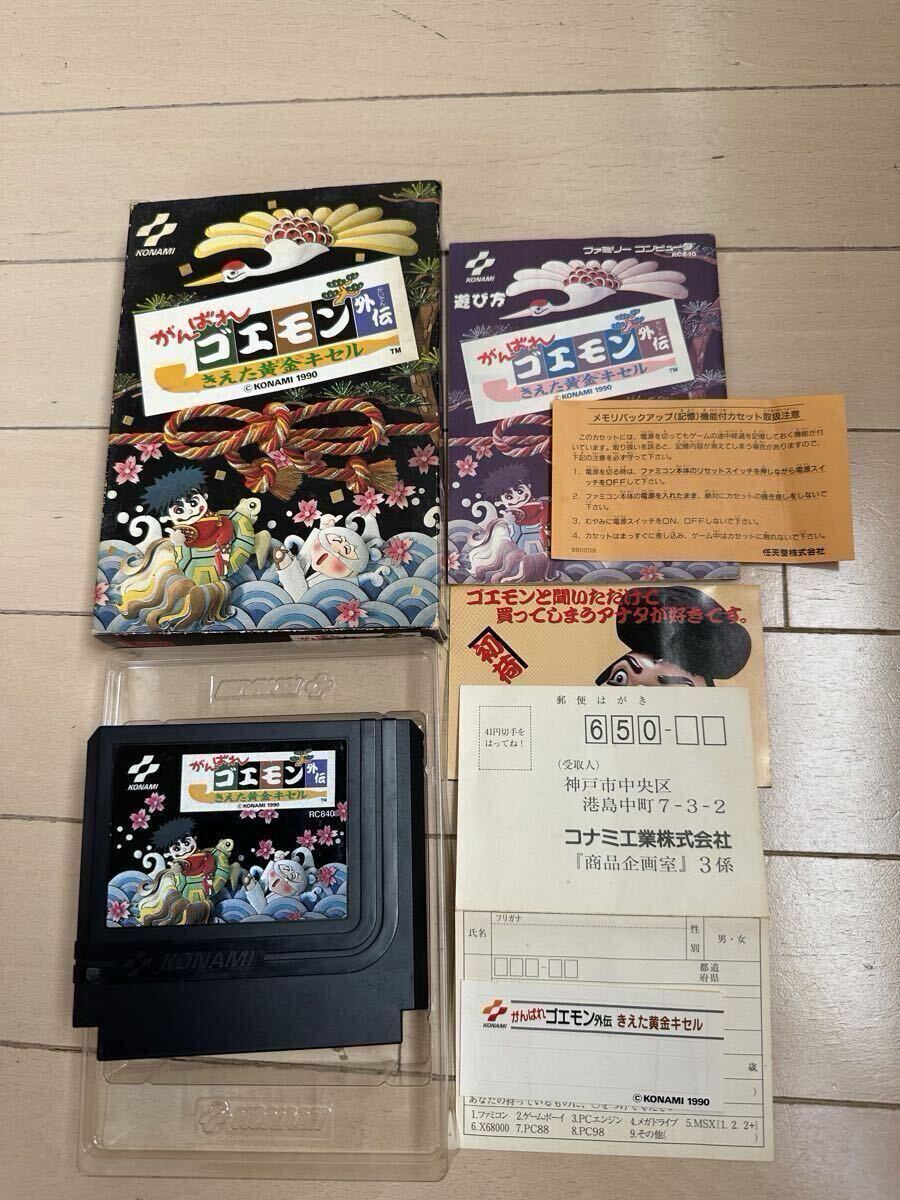 KONAMI
がんばれ
ゴエモン外伝
がいでん
きえた黄金キセル
TM
©KONAMI 1990
KONAMI
ファミリー コンピュータ
RC840
遊び方
がんばれ
ゴエモン外伝
きえた黄金キセル
TM
©KONAMI 1990
メモリバックアップ(記憶)機能付カセット取扱注意
このカセットには、電源を切ってもゲームの途中経過を記憶しておく機能が付
いています。取り扱いを誤ると、記憶内容が消えてしまう場合がありますので、
下記の注意を必ず守って下さい。
1. 電源を切る時は、ファミコン本体のリセットスイッチを押しながら電源スイ
ッチをOFFして下さい。
2. ファミコン本体の電源を入れたまま、絶対にカセットの抜き差しをしないで
下さい。
3. むやみに電源スイッチをON、OFFしないで下さい。
4. カセットはまっすぐに差し込み、ゲーム中はカセットに触れないで下さい。
880209
任天堂株式会社
ゴエモンと聞いただけで
買ってしまうアナタが好きです。
初荷
郵便はがき
41円切手を
はってね!
650-□□
(受取人)
神戸市中央区
港島中町7-3-2
コナミ工業株式会社
『商品企画室』3係
フリガナ
氏名
性別
男・女
都道
府県
KONAMI
がんばれゴエモン外伝 きえた黄金キセル
歳
©KONAMI 1990
1.ファミコン 2.ゲームボーイ 3.PCエンジン 4.メガドライブ 5.MSX[1. 2. 2+]
6.X68000 7.PC88 8.PC98 9.その他(
KONAMI
KONAMI
がんばれ
ゴエモン外伝
きえた黄金キセル
TM
©KONAMI 1990
RC840
KONAMI
KONAMI